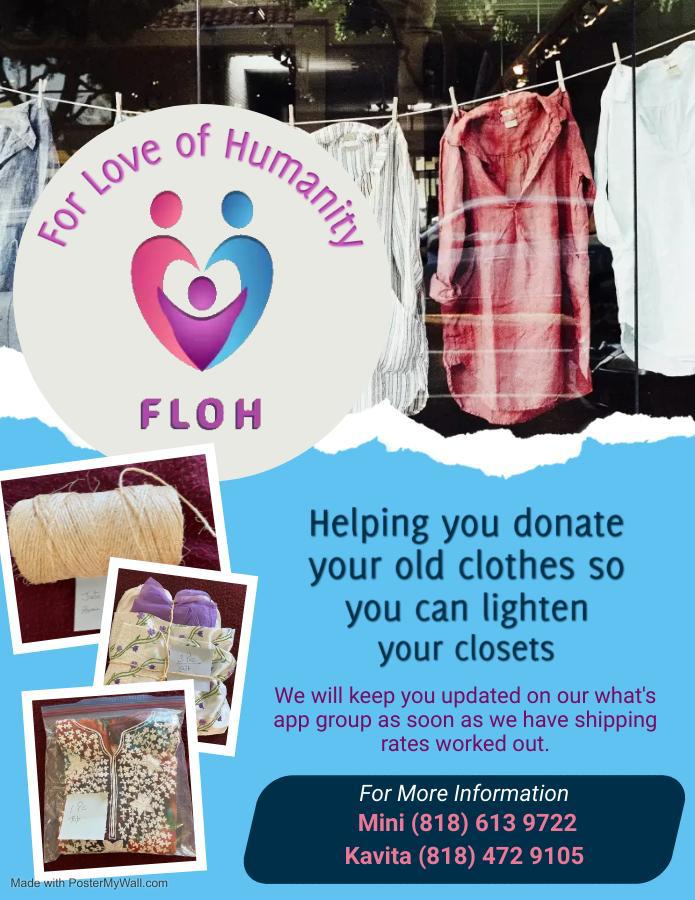 For Love of Humanity
FLOH
Helping you donate
your old clothes so
you can lighten
your closets
We will keep you updated on our what's
app group as soon as we have shipping
rates worked out.
For More Information
Mini (818) 613 9722
Kavita (818) 472 9105
Made with PosterMyWall.com